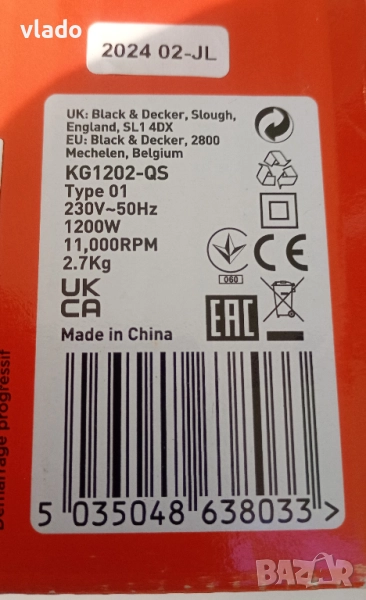 vlado
2024 02-JL
UK: Black & Decker, Slough,
England, SL1 4DX
EU: Black & Decker, 2800
Mechelen, Belgium
KG1202-QS
Type 01
230V~50Hz
1200W
11,000RPM
2.7Kg
060
CE
UK
CA
EAC
Made in China
Démarrage progressif
5 035048 638033 >
BAZAR